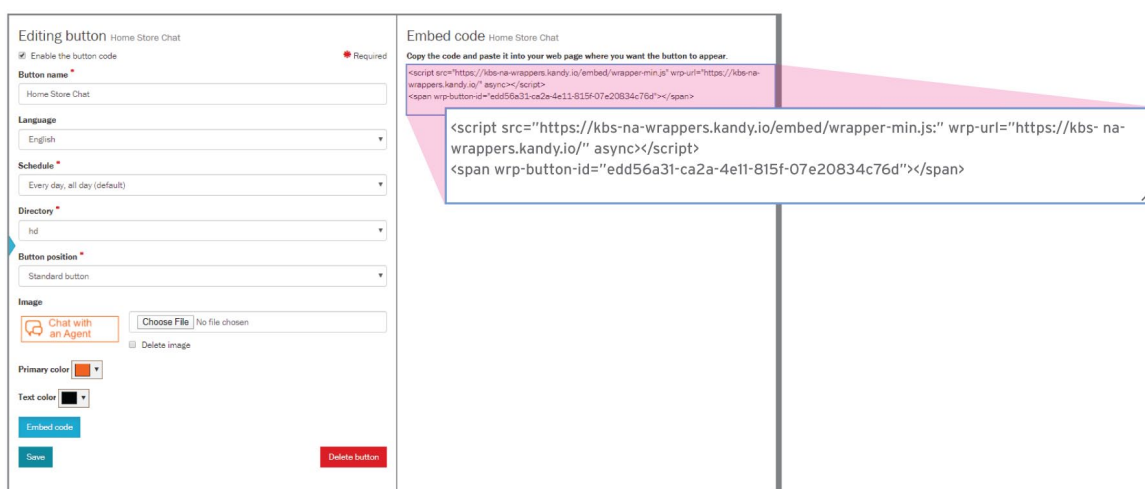 Editing button Home Store Chat
Enable the button code
* Required
Button name *
Home Store Chat
Language
English
Schedule *
Every day, all day (default)
Directory *
hd
Button position *
Standard button
Image
Chat with
an Agent
Choose File No file chosen
Delete image
Primary color
Text color
Embed code
Save
Delete button
Embed code Home Store Chat
Copy the code and paste it into your web page where you want the button to appear.
<script src="https://kbs-na-wrappers.kandy.io/embed/wrapper-min.js" wrp-url="https://kbs-na-
wrappers.kandy.io/" async></script>
<span wrp-button-id="edd56a31-ca2a-4e11-815f-07e20834c76d"></span>
<script src="https://kbs-na-wrappers.kandy.io/embed/wrapper-min.js:" wrp-url="https://kbs- na-
wrappers.kandy.io/" async></script>
<span wrp-button-id="edd56a31-ca2a-4e11-815f-07e20834c76d"></span>